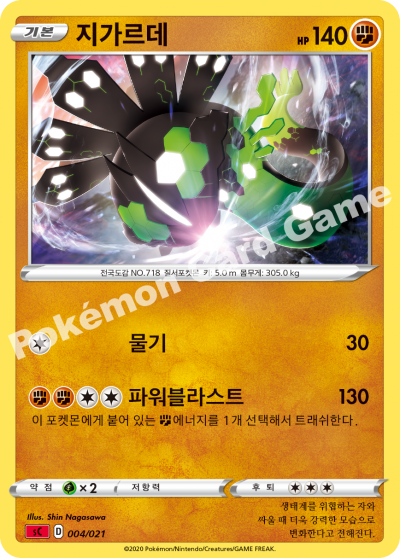 기본 지가르데 HP 140
전국도감 NO.718 질서포켓몬 키: 5.0 m 몸무게: 305.0 kg
Pokémon Card Game
물기 30
파워블라스트 130
이 포켓몬에게 붙어 있는 에너지를 1개 선택해서 트래쉬한다.
약점 ×2 저항력 후퇴
Illus. Shin Nagasawa
sC D 004/021
생태계를 위협하는 자와
싸울 때 더욱 강력한 모습으로
변화한다고 전해진다.
©2020 Pokémon/Nintendo/Creatures/GAME FREAK.